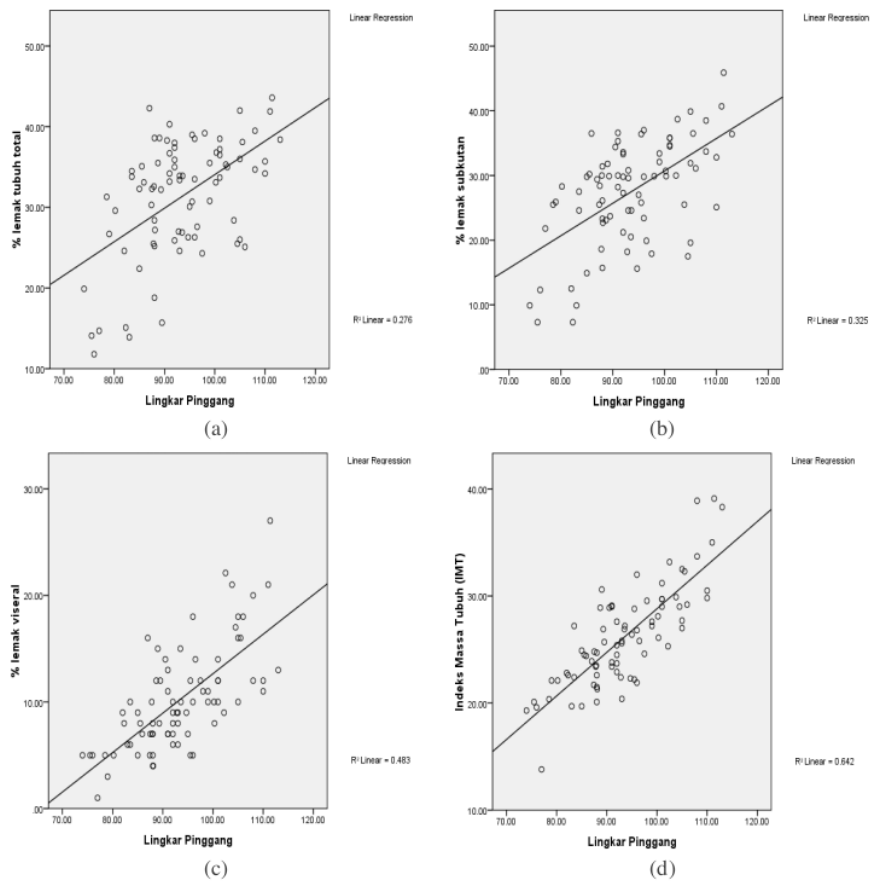 Linear Regression
50.00
40.00
30.00
20.00
10.00
% lemak tubuh total
70.00 80.00 90.00 100.00 110.00 120.00
Lingkar Pinggang
R² Linear = 0.276
(a)
Linear Regression
50.00
40.00
30.00
20.00
10.00
.00
% lemak subkutan
70.00 80.00 90.00 100.00 110.00 120.00
Lingkar Pinggang
R² Linear = 0.325
(b)
Linear Regression
30.00
20.00
10.00
.00
% lemak viseral
70.00 80.00 90.00 100.00 110.00 120.00
Lingkar Pinggang
R² Linear = 0.483
(c)
Linear Regression
40.00
30.00
20.00
10.00
Indeks Massa Tubuh (IMT)
70.00 80.00 90.00 100.00 110.00 120.00
Lingkar Pinggang
R² Linear = 0.642
(d)